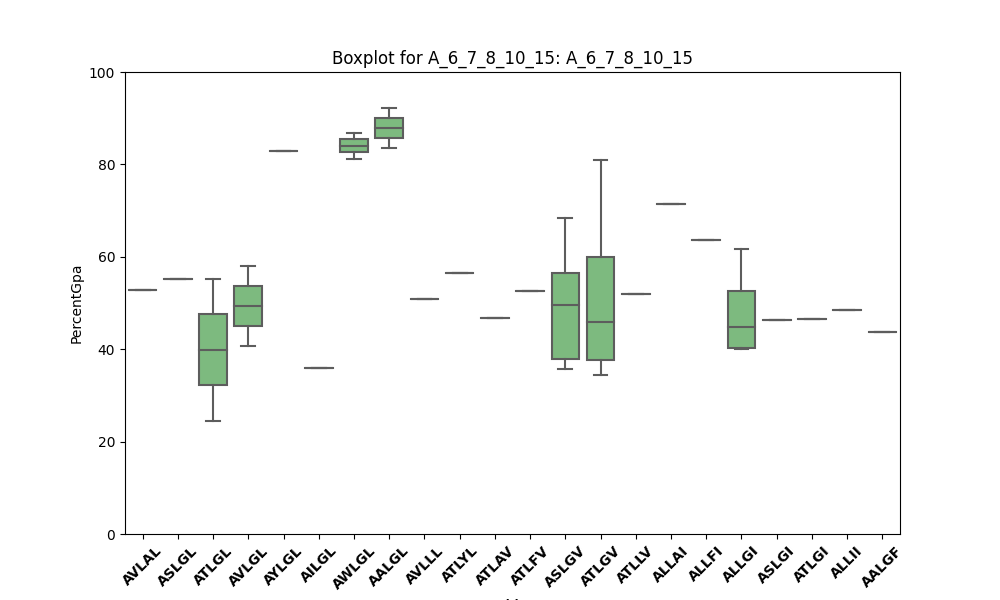 Boxplot for A_6_7_8_10_15: A_6_7_8_10_15
100
80
60
40
20
0
PercentGpa
AVLAL ASLGL ATLGL AVLGL AYLGL AILGL AWLGL AALGL AVLLL ATLYL ATLAV ATLFV ASLGV ATLGV ATLLV ALLAI ALLFI ALLGI ASLGI ATLGI ALLII AALGF